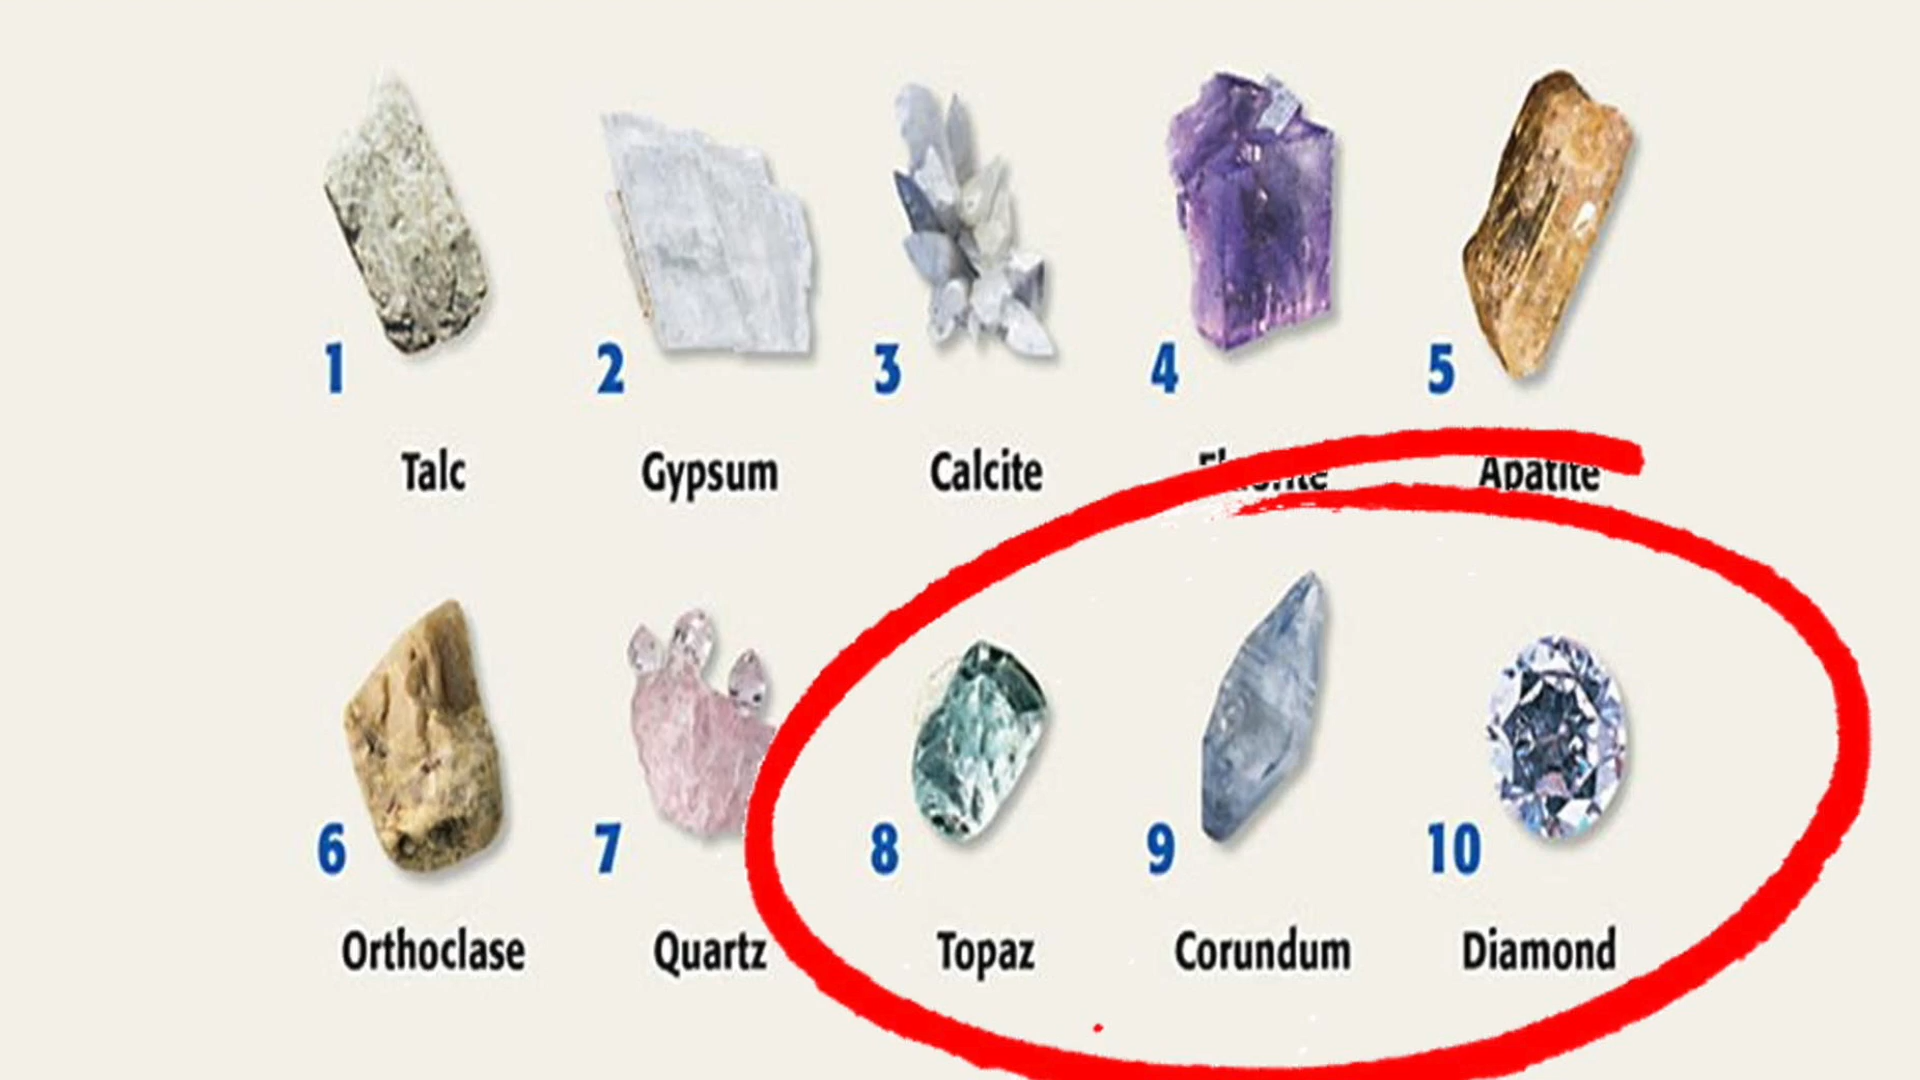 1 2 3 4 5
Talc Gypsum Calcite Apatite
6 7 8 9 10
Orthoclase Quartz Topaz Corundum Diamond